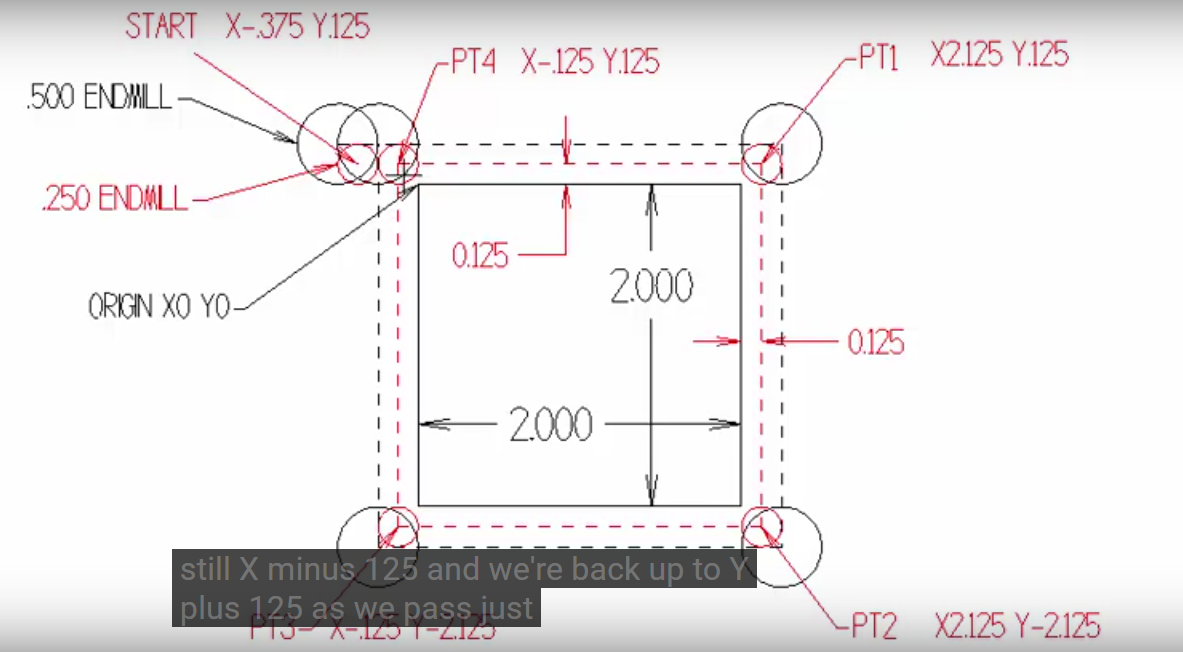 START X-.375 Y.125
PT4 X-.125 Y.125
PT1 X2.125 Y.125
.500 ENDMILL
.250 ENDMILL
0.125
2.000
ORIGIN X0 Y0
0.125
2.000
still X minus 125 and we're back up to Y
plus 125 as we pass just
PT3 X-.125 Y-2.125
PT2 X2.125 Y-2.125